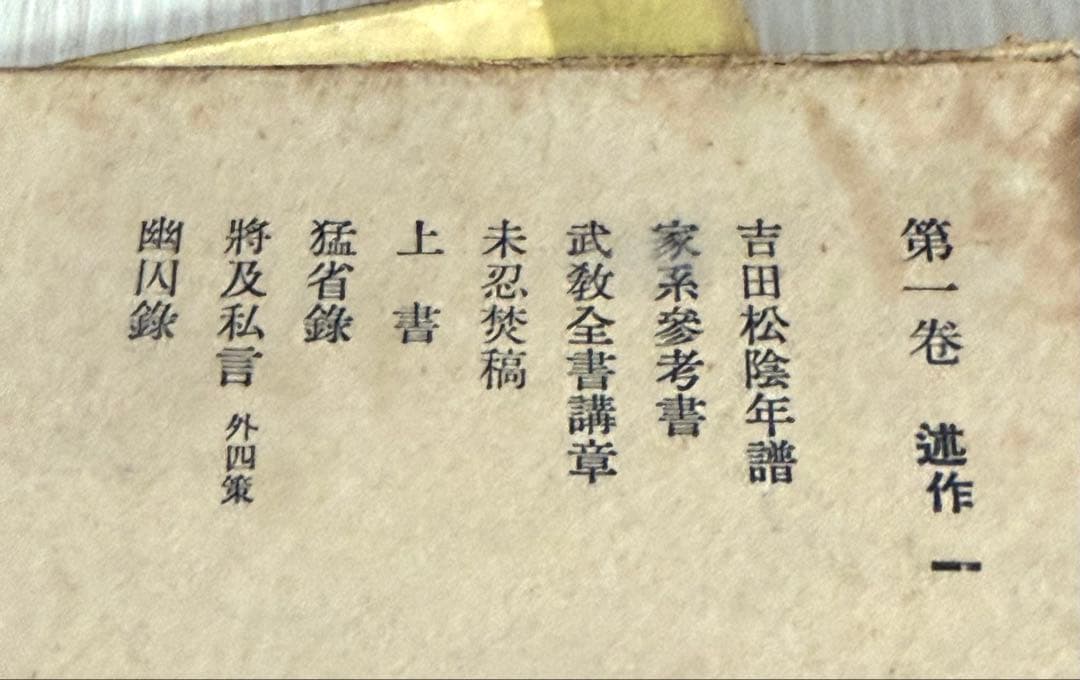 第一卷　述作　一
吉田松陰年譜
家系參考書
武敎全書講章
未忍焚稿
上　書
猛省錄
將及私言　外四策
幽囚錄